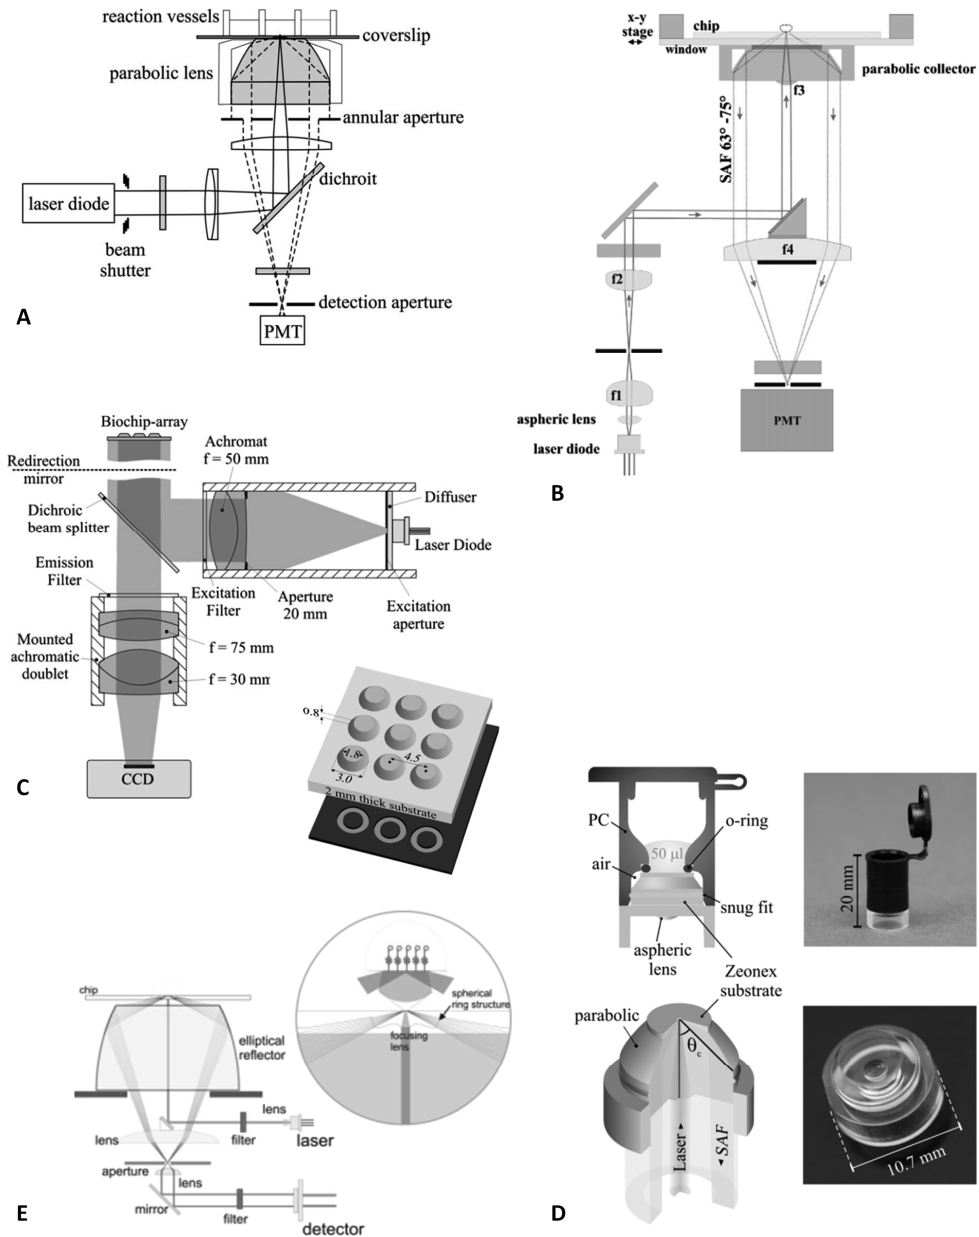 reaction vessels
coverslip
parabolic lens
annular aperture
dichroit
laser diode
beam
shutter
detection aperture
PMT
A
x-y
stage
chip
window
parabolic collector
f3
SAF 63° -75°
f4
f2
f1
aspheric lens
laser diode
PMT
B
Biochip-array
Redirection
mirror
Achromat
f = 50 mm
Dichroic
beam splitter
Diffuser
Laser Diode
Emission
Filter
Excitation
Filter
Aperture
20 mm
Excitation
aperture
Mounted
achromatic
doublet
f = 75 mm
f = 30 mm
CCD
C
0.8
1.8
4.5
3.0
2 mm thick substrate
PC
o-ring
50 µl
air
snug fit
aspheric
lens
Zeonex
substrate
20 mm
parabolic
θc
Laser
SAF
10.7 mm
D
chip
elliptical
reflector
spherical
ring structure
focusing
lens
lens
lens
filter
laser
aperture
lens
mirror
filter
detector
E